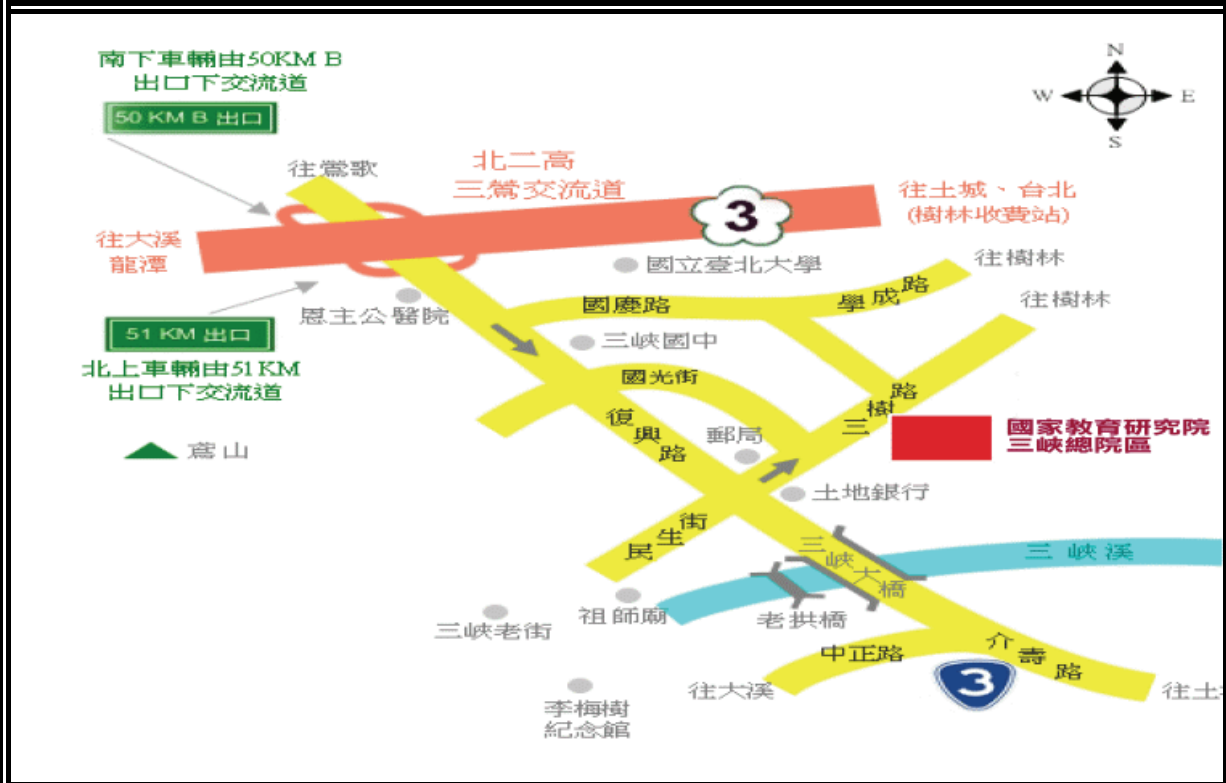 南下車輛由50KM B
出口下交流道
50 KM B 出口
N
W
E
S
往鶯歌
北二高
三鶯交流道
3
往土城、台北
(樹林收費站)
往大溪
龍潭
國立臺北大學
往樹林
往樹林
國慶路
學成路
恩主公醫院
51 KM 出口
北上車輛由51KM
出口下交流道
三峽國中
國光街
復興路
郵局
三樹路
國家教育研究院
三峽總院區
鳶山
土地銀行
民生街
三峽大橋
三峽溪
祖師廟
老拱橋
三峽老街
中正路
介壽路
3
往大溪
往土
李梅樹
紀念館